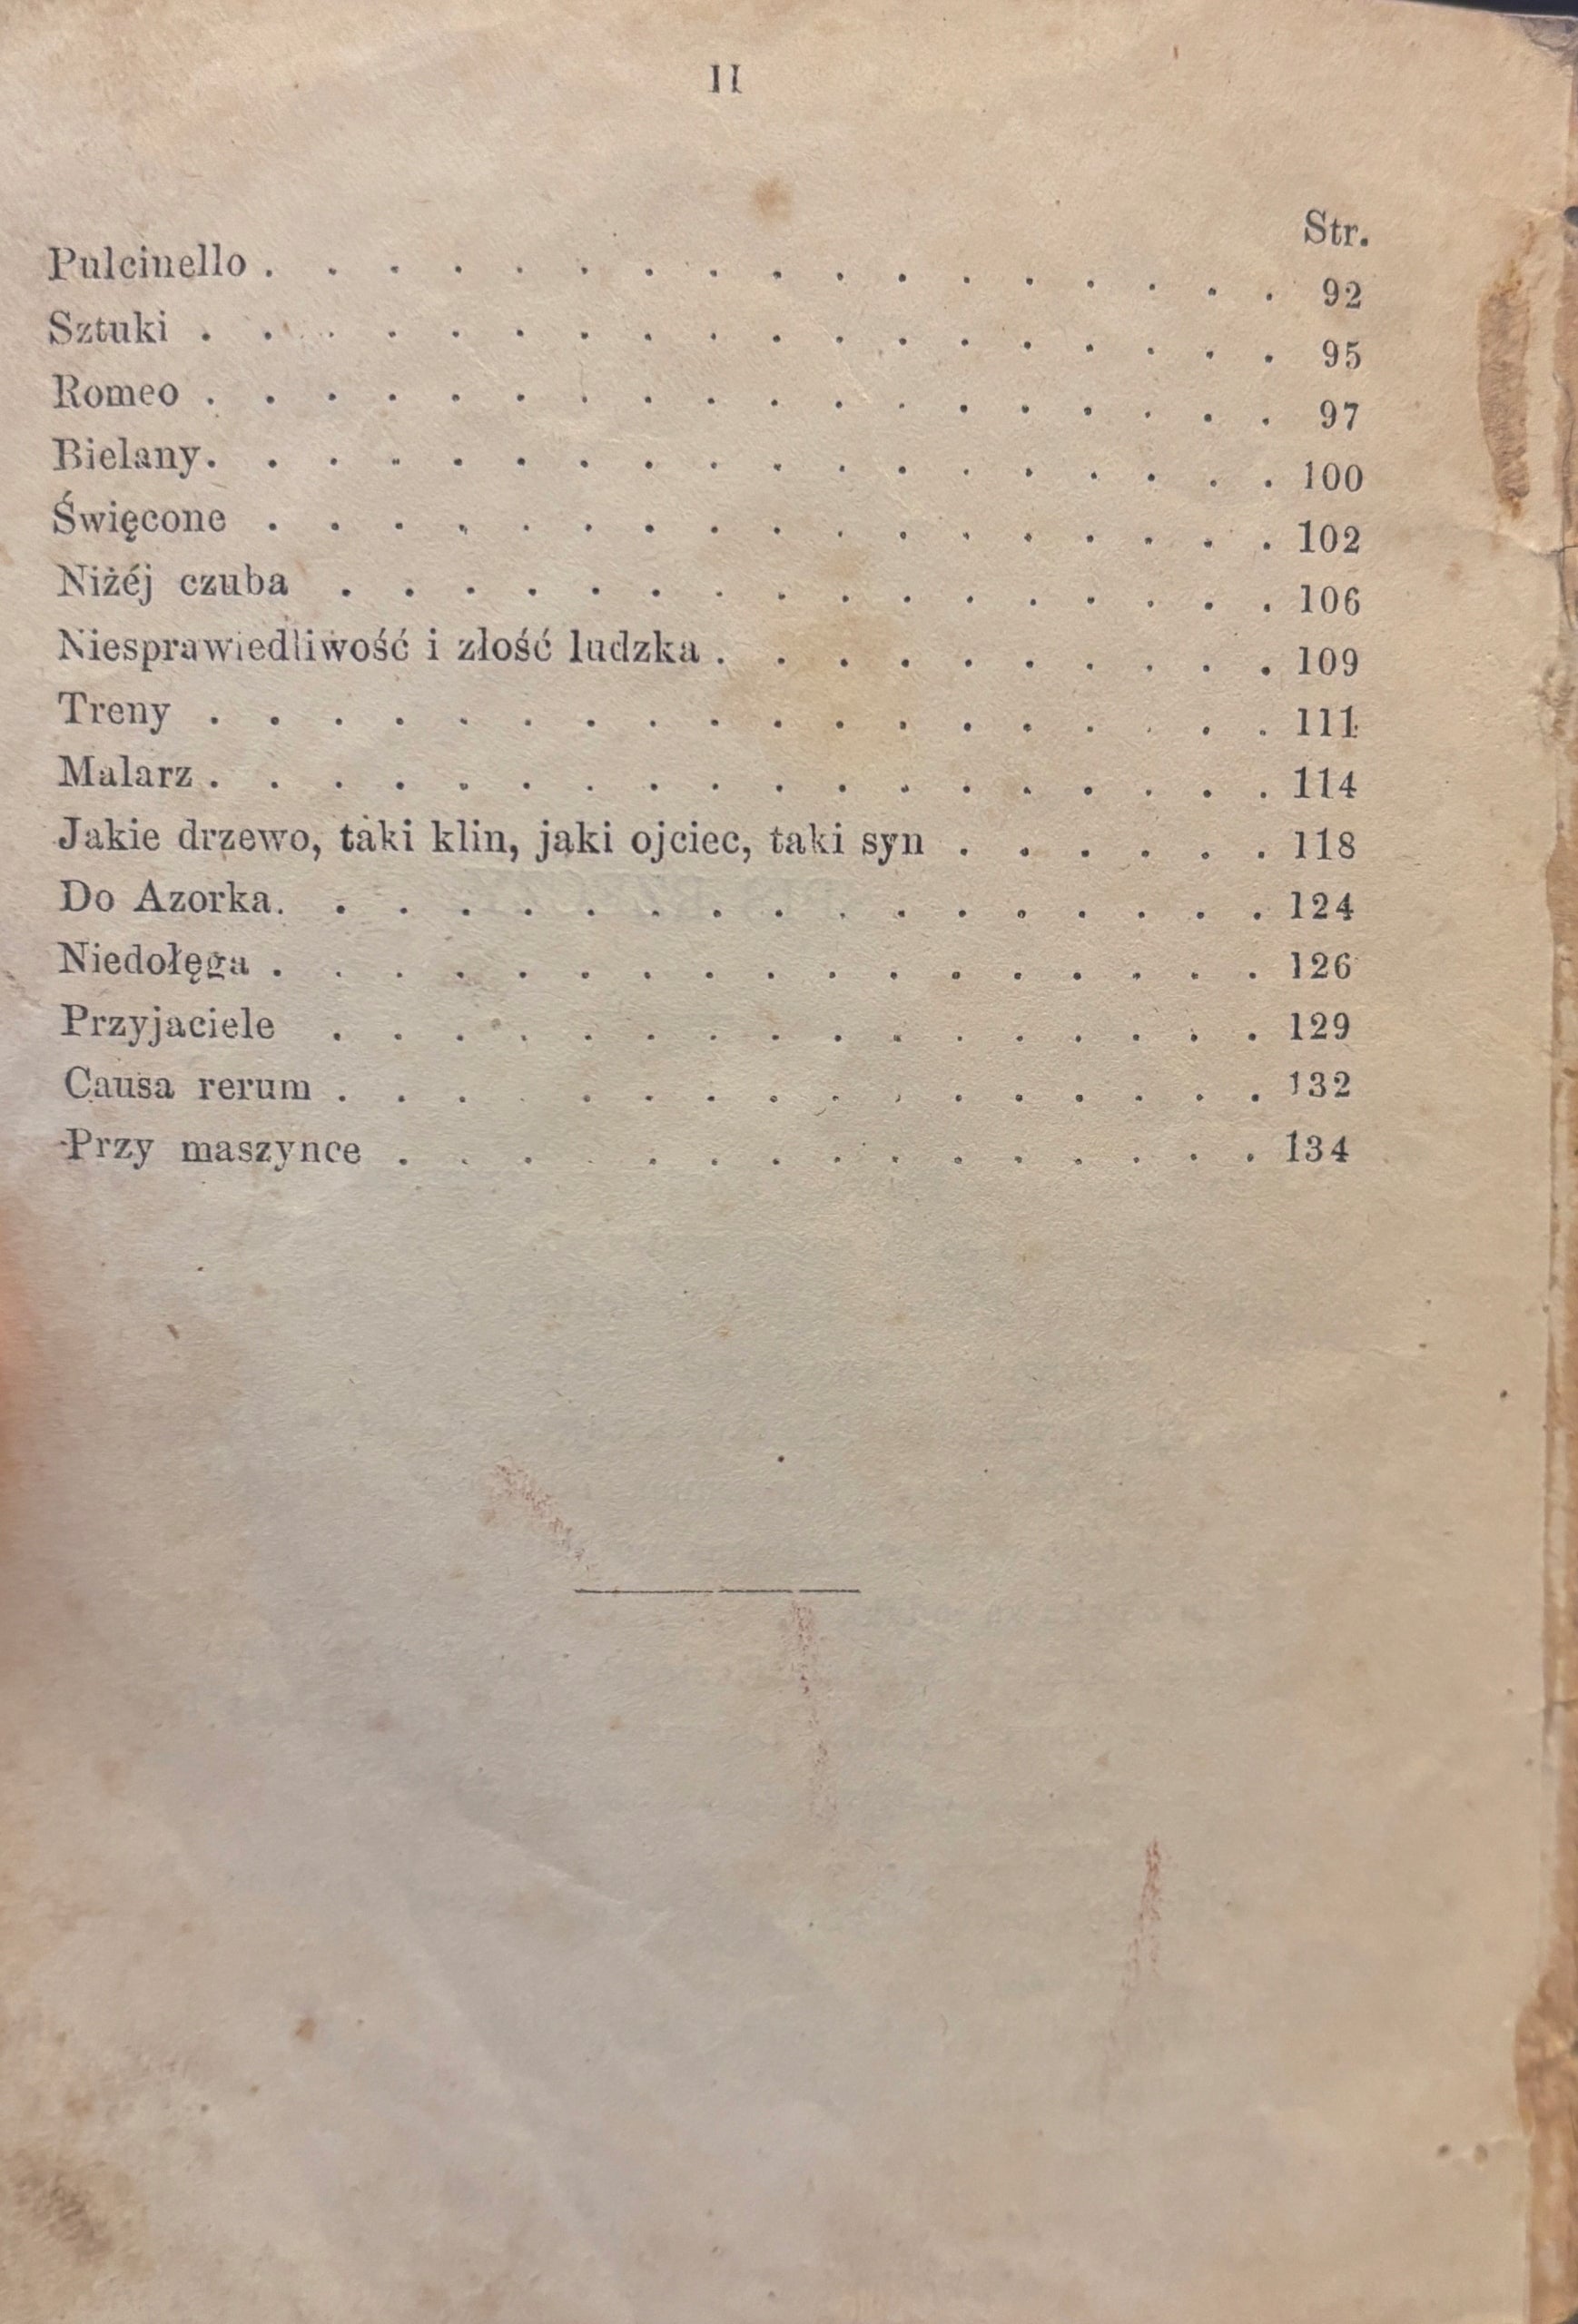 II
Str.
Pulcinello . . . . . . . . . . . . . . . . . 92
Sztuki . . . . . . . . . . . . . . . . . . 95
Romeo . . . . . . . . . . . . . . . . . . 97
Bielany. . . . . . . . . . . . . . . . . . 100
Święcone . . . . . . . . . . . . . . . . . 102
Niżéj czuba . . . . . . . . . . . . . . . . 106
Niesprawiedliwość i złość ludzka . . . . . . . . . . 109
Treny . . . . . . . . . . . . . . . . . . 111
Malarz . . . . . . . . . . . . . . . . . . 114
Jakie drzewo, taki klin, jaki ojciec, taki syn . . . . . . 118
Do Azorka. . . . . . . . . . . . . . . . . 124
Niedołęga . . . . . . . . . . . . . . . . . 126
Przyjaciele . . . . . . . . . . . . . . . . 129
Causa rerum . . . . . . . . . . . . . . . . 132
Przy maszynce . . . . . . . . . . . . . . . 134